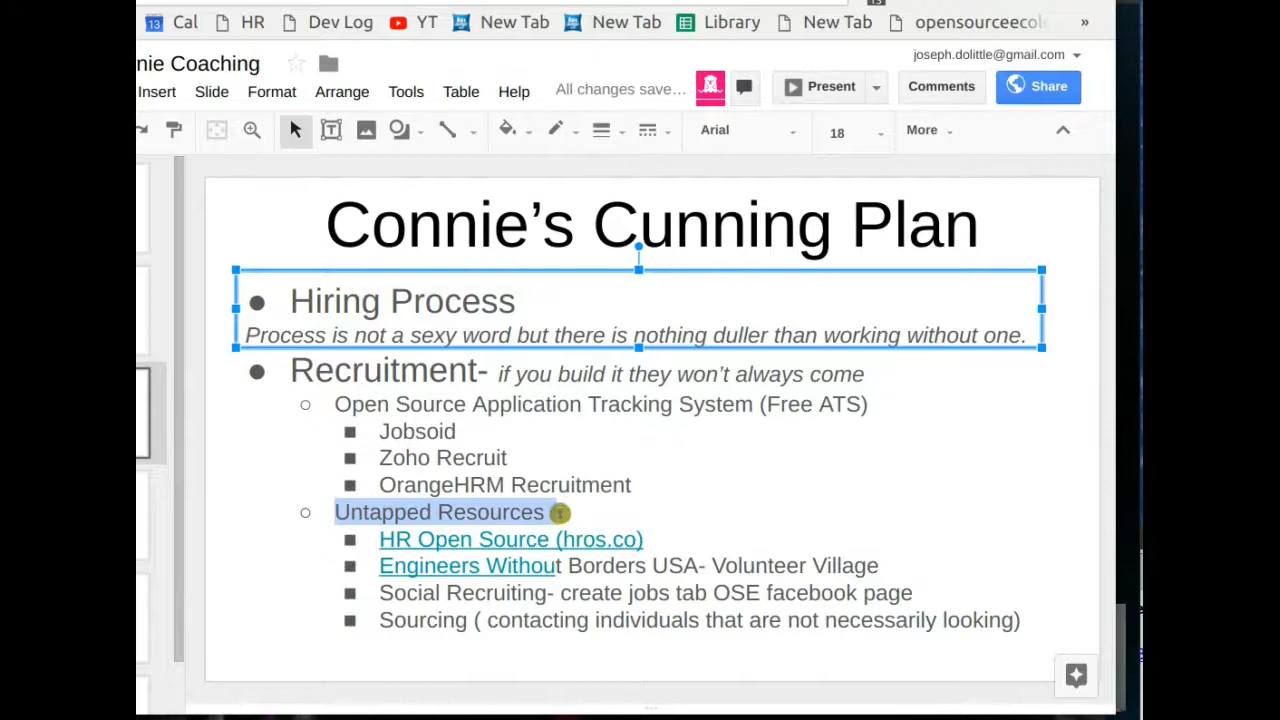 Cal HR Dev Log YT New Tab New Tab Library New Tab opensourceecol »
joseph.dolittle@gmail.com
nie Coaching
Insert Slide Format Arrange Tools Table Help All changes save… Present Comments Share
Arial 18 More
Connie’s Cunning Plan
● Hiring Process
Process is not a sexy word but there is nothing duller than working without one.
● Recruitment- if you build it they won’t always come
○ Open Source Application Tracking System (Free ATS)
■ Jobsoid
■ Zoho Recruit
■ OrangeHRM Recruitment
○ Untapped Resources
■ HR Open Source (hros.co)
■ Engineers Without Borders USA- Volunteer Village
■ Social Recruiting- create jobs tab OSE facebook page
■ Sourcing ( contacting individuals that are not necessarily looking)